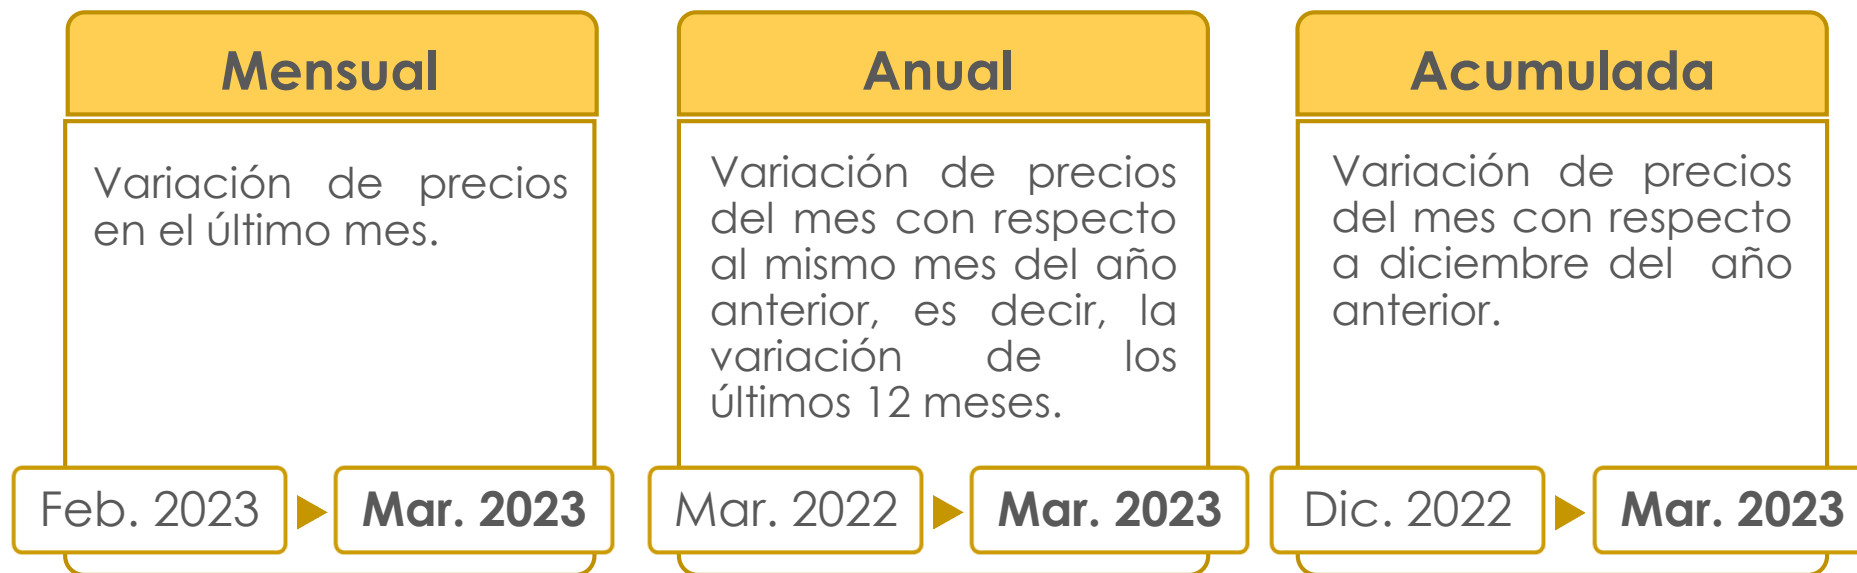 Mensual
Variación de precios
en el último mes.
Feb. 2023
Mar. 2023
Anual
Variación de precios
del mes con respecto
al mismo mes del año
anterior, es decir, la
variación de los
últimos 12 meses.
Mar. 2022
Mar. 2023
Acumulada
Variación de precios
del mes con respecto
a diciembre del año
anterior.
Dic. 2022
Mar. 2023